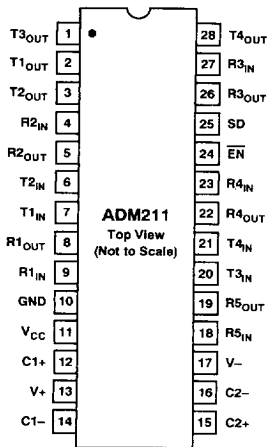 T3OUT 1 28 T4OUT
T1OUT 2 27 R3IN
T2OUT 3 26 R3OUT
R2IN 4 25 SD
R2OUT 5 24 E̅N̅
T2IN 6 23 R4IN
T1IN 7 22 R4OUT
ADM211
R1OUT 8 21 T4IN
Top View
(Not to Scale)
R1IN 9 20 T3IN
GND 10 19 R5OUT
VCC 11 18 R5IN
C1+ 12 17 V–
V+ 13 16 C2–
C1– 14 15 C2+